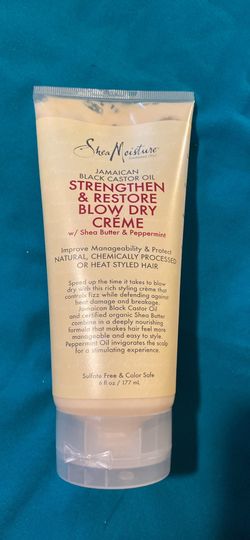 SheaMoisture
JAMAICAN
BLACK CASTOR OIL
STRENGTHEN
& RESTORE
BLOW DRY
CRÈME
w/ Shea Butter & Peppermint
Improve Manageability & Protect
NATURAL, CHEMICALLY PROCESSED
OR HEAT STYLED HAIR
Speed up the time it takes to blow
dry with this rich styling crème that
controls fizz while defending against
heat damage and breakage.
Jamaican Black Castor Oil
and certified organic Shea Butter
combine in a deeply nourishing
formula that makes hair feel more
manageable and easy to style.
Peppermint Oil invigorates the scalp
for a stimulating experience.
Sulfate Free & Color Safe
6 fl oz / 177 mL